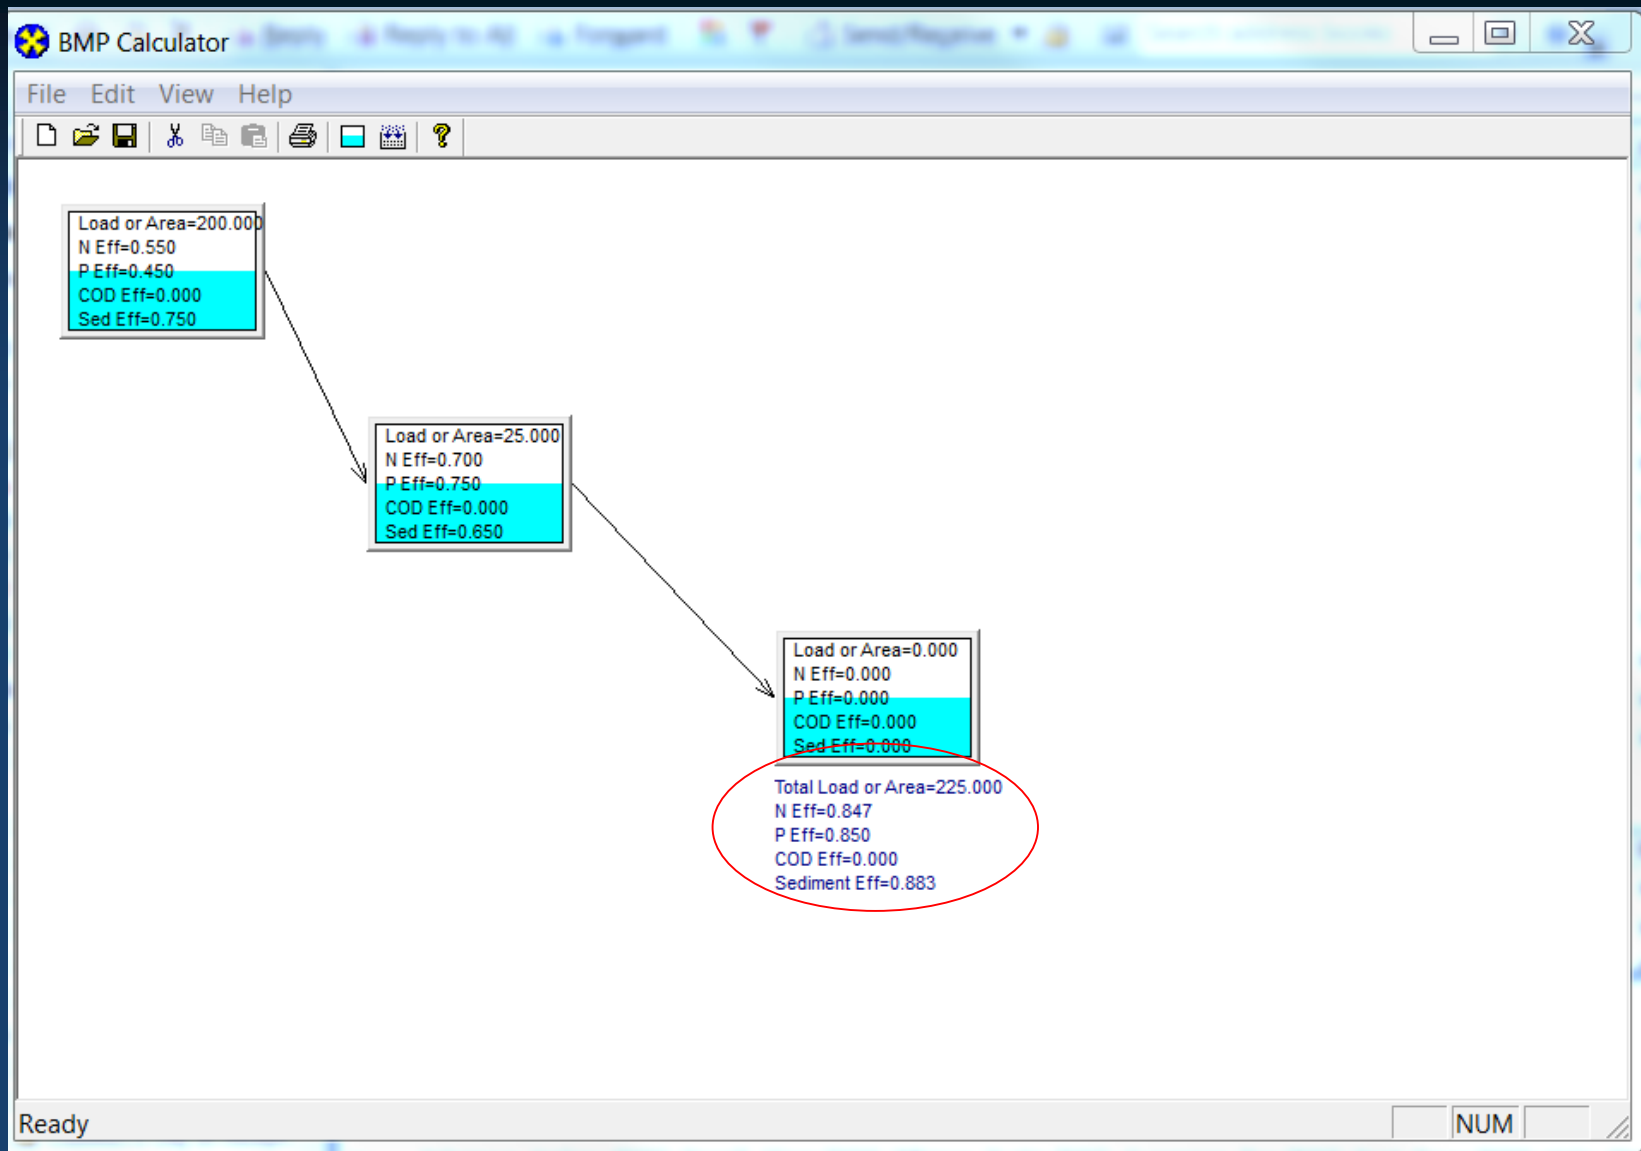 BMP Calculator
File Edit View Help
Load or Area=200.000
N Eff=0.550
P Eff=0.450
COD Eff=0.000
Sed Eff=0.750
Load or Area=25.000
N Eff=0.700
P Eff=0.750
COD Eff=0.000
Sed Eff=0.650
Load or Area=0.000
N Eff=0.000
P Eff=0.000
COD Eff=0.000
Sed Eff=0.000
Total Load or Area=225.000
N Eff=0.847
P Eff=0.850
COD Eff=0.000
Sediment Eff=0.883
Ready NUM